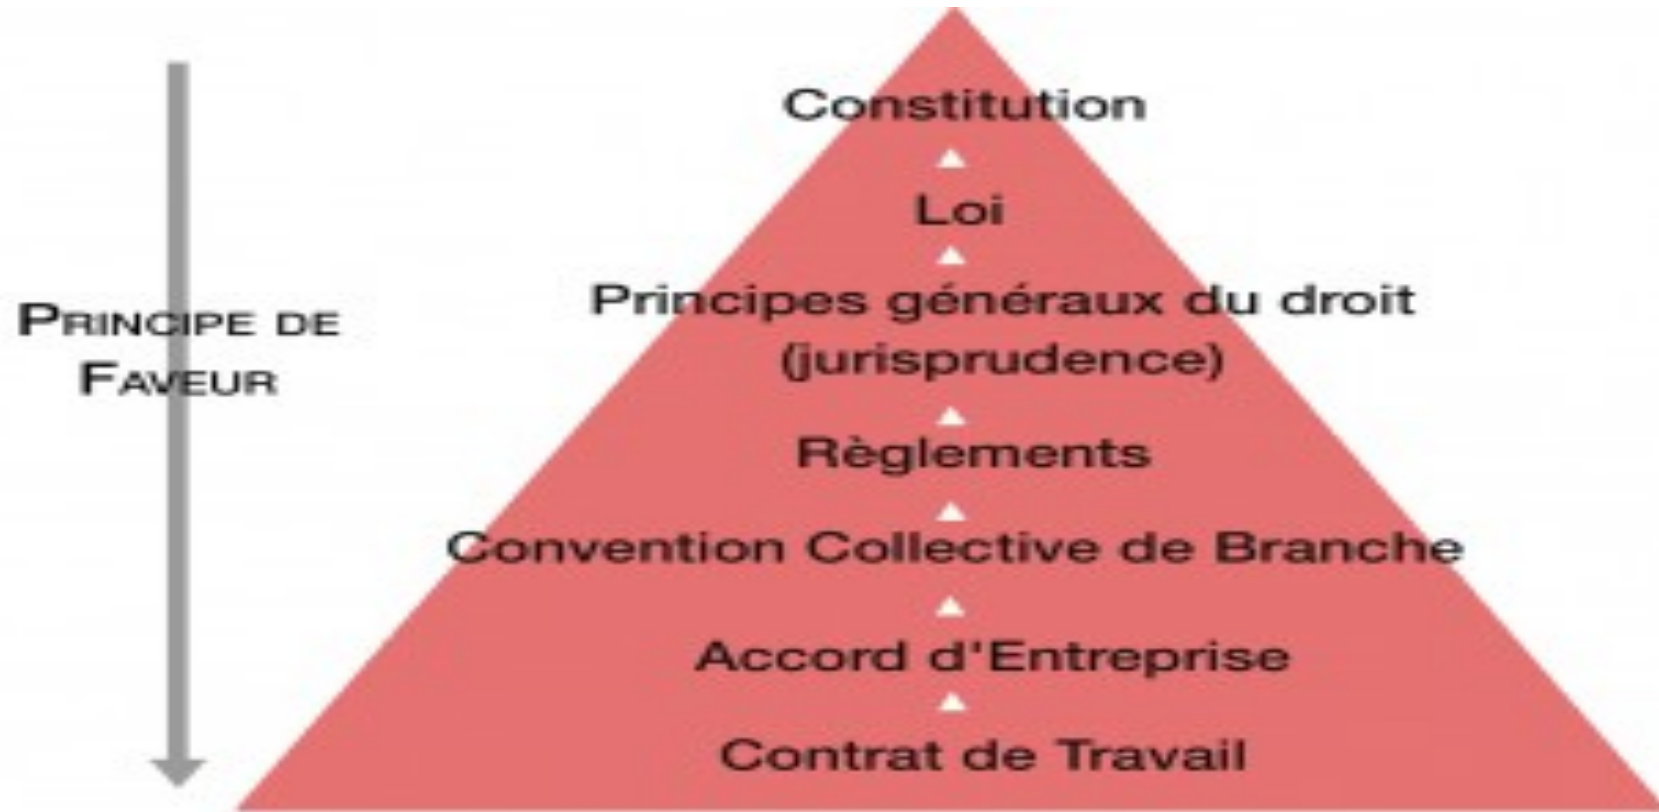 Constitution
Loi
Principes généraux du droit
(jurisprudence)
Règlements
Convention Collective de Branche
Accord d'Entreprise
Contrat de Travail
PRINCIPE DE
FAVEUR